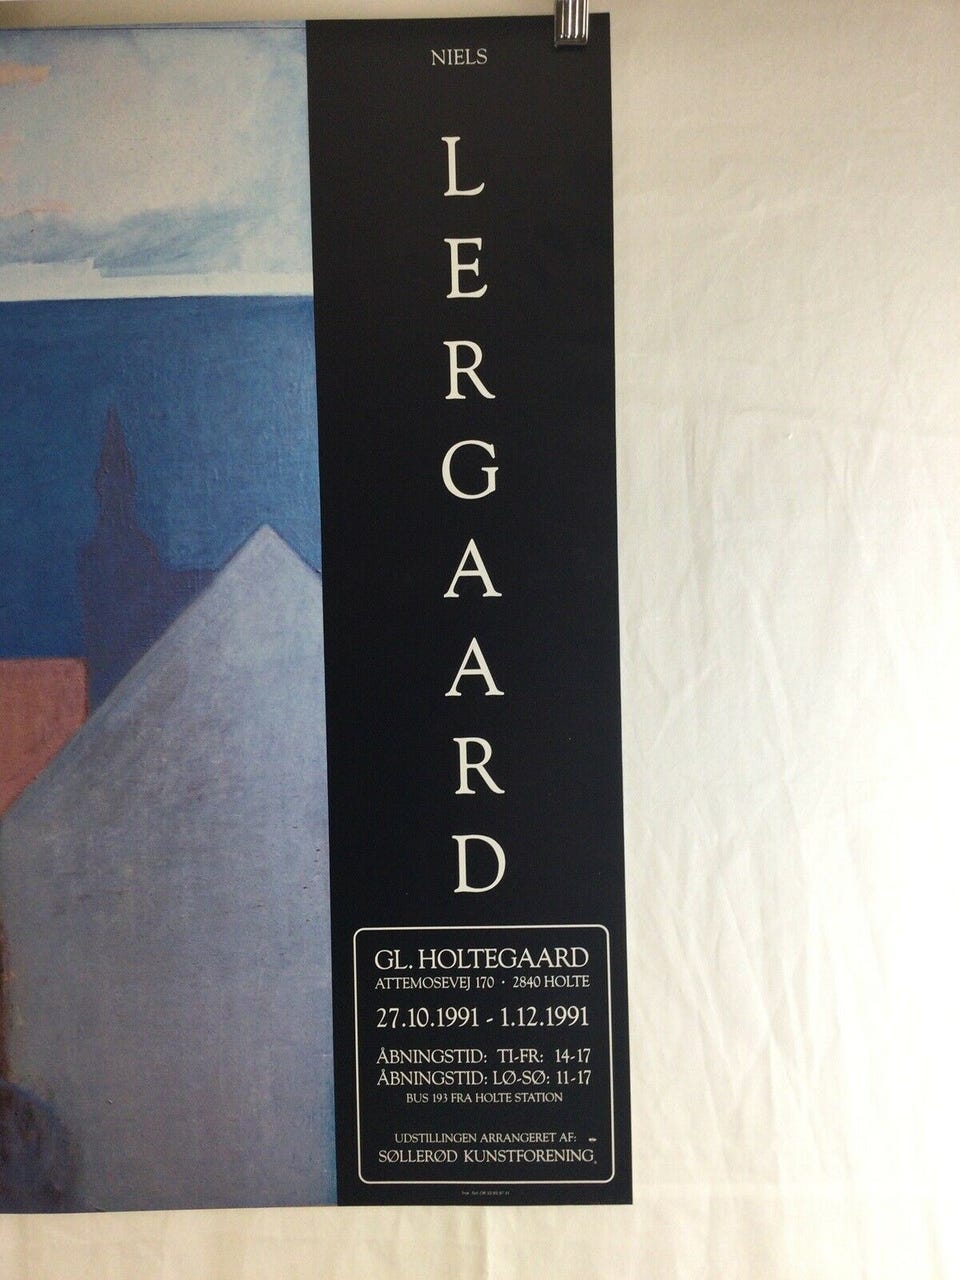 NIELS
LERGAARD
GL. HOLTEGAARD
ATTEMOSEVEJ 170 · 2840 HOLTE
27.10.1991 - 1.12.1991
ÅBNINGSTID: TI-FR: 14-17
ÅBNINGSTID: LØ-SØ: 11-17
BUS 193 FRA HOLTE STATION
UDSTILLINGEN ARRANGERET AF:
SØLLERØD KUNSTFORENING